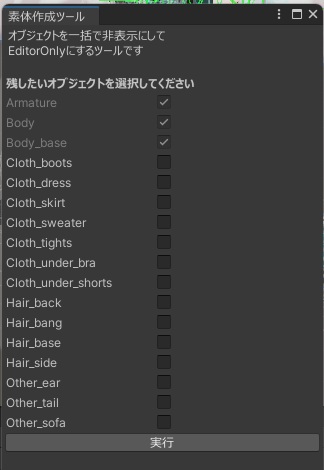 素体作成ツール
オブジェクトを一括で非表示にして
EditorOnlyにするツールです
残したいオブジェクトを選択してください
Armature
Body
Body_base
Cloth_boots
Cloth_dress
Cloth_skirt
Cloth_sweater
Cloth_tights
Cloth_under_bra
Cloth_under_shorts
Hair_back
Hair_bang
Hair_base
Hair_side
Other_ear
Other_tail
Other_sofa
実行